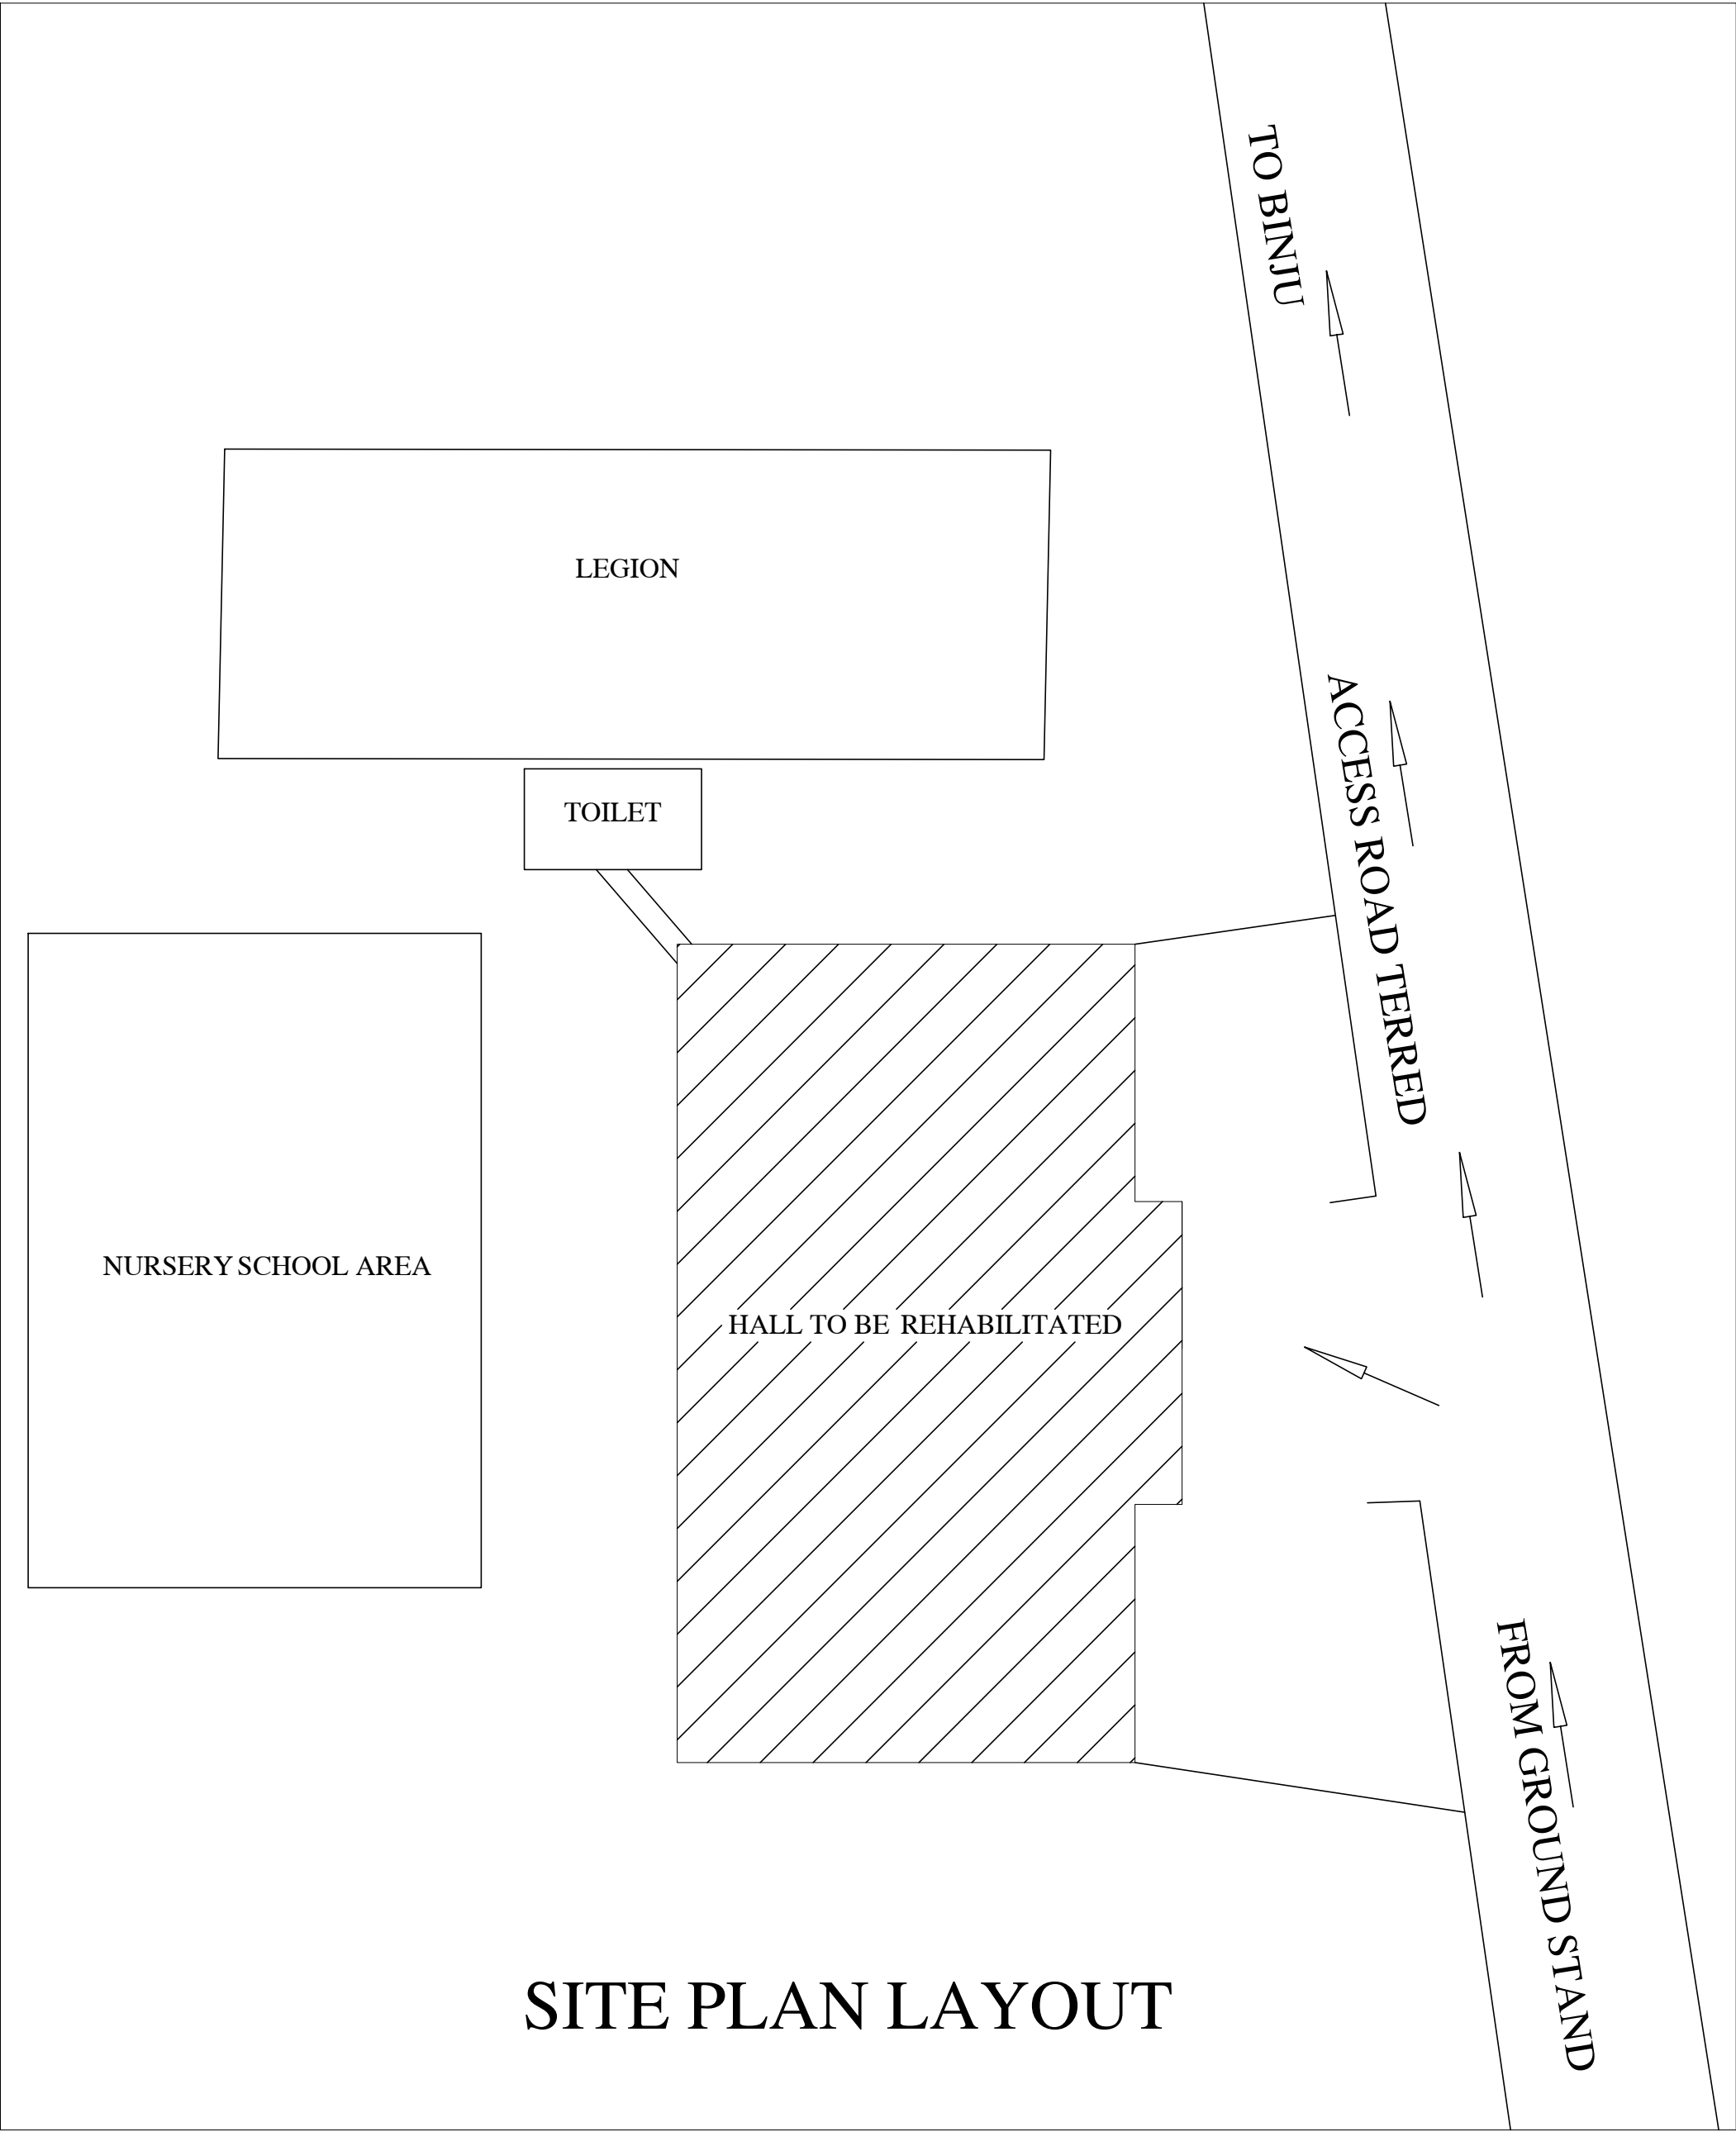 TO BINJU
LEGION
ACCESS ROAD TERRED
TOILET
NURSERY SCHOOL AREA
HALL TO BE REHABILITATED
FROM GROUND STAND
SITE PLAN LAYOUT